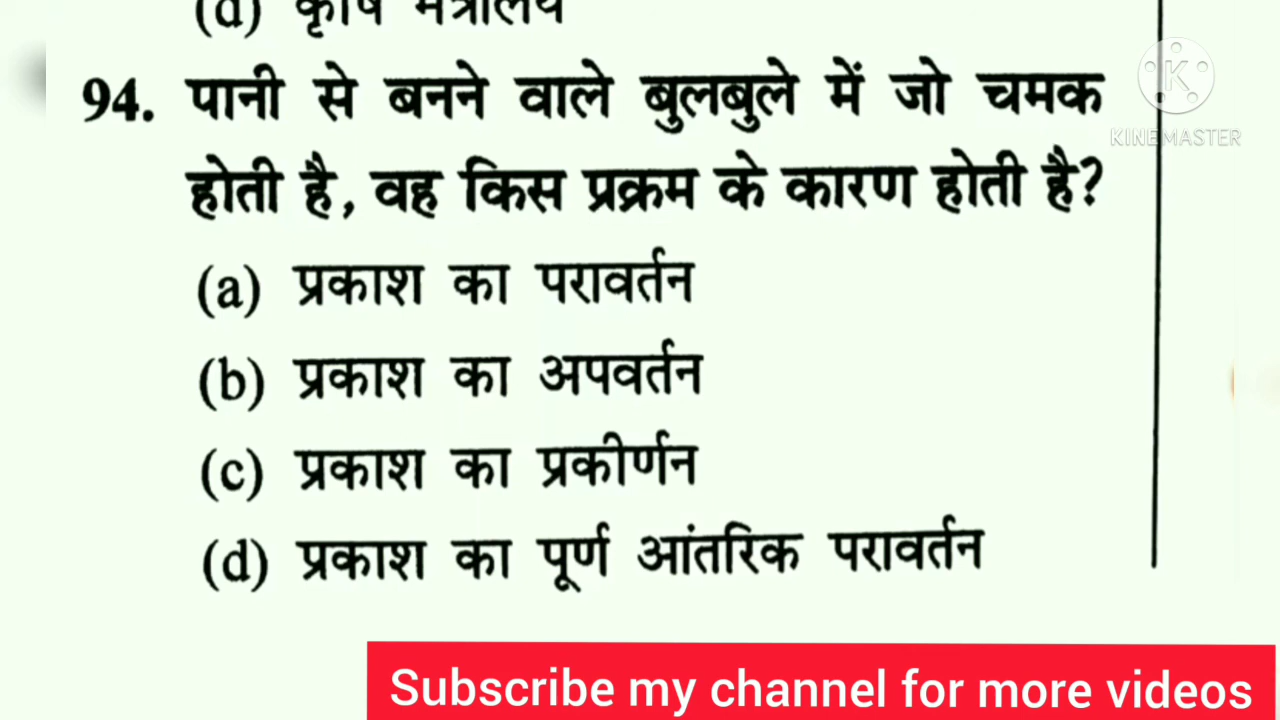 (d) कृषि मंत्रालय
94. पानी से बनने वाले बुलबुले में जो चमक
होती है, वह किस प्रक्रम के कारण होती है?
(a) प्रकाश का परावर्तन
(b) प्रकाश का अपवर्तन
(c) प्रकाश का प्रकीर्णन
(d) प्रकाश का पूर्ण आंतरिक परावर्तन
K
KINEMASTER
Subscribe my channel for more videos